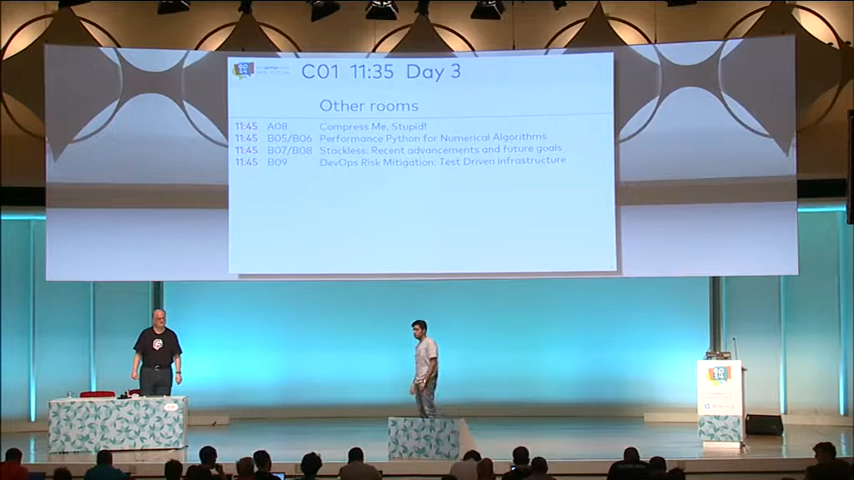 C01 11:35 Day 3
Other rooms
11:45 A08 Compress Me, Stupid!
11:45 B05/B06 Performance Python for Numerical Algorithms
11:45 B07/B08 Stackless: Recent advancements and future goals
11:45 B09 DevOps Risk Mitigation: Test Driven Infrastructure